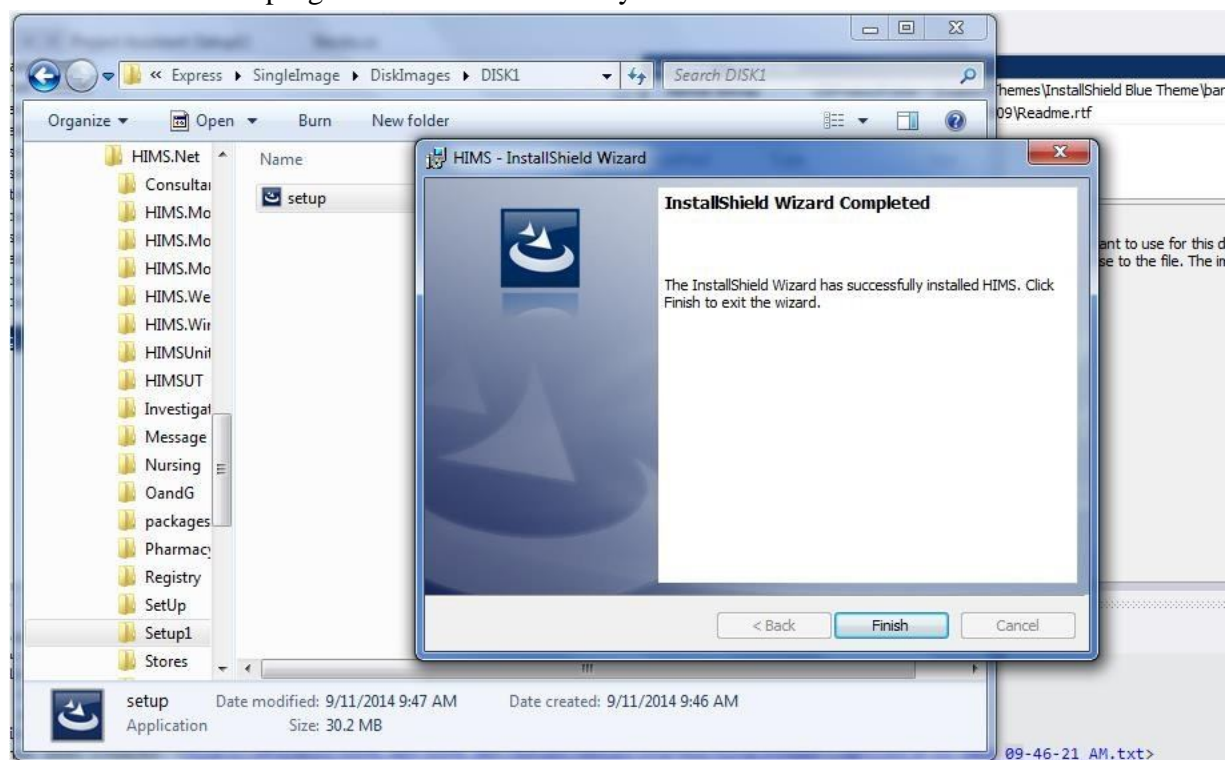 « Express ▸ SingleImage ▸ DiskImages ▸ DISK1
Search DISK1
Organize ▾ Open ▾ Burn New folder
HIMS.Net
Consultar
HIMS.Mo
HIMS.Mo
HIMS.Mo
HIMS.We
HIMS.Wir
HIMSUnit
HIMSUT
Investigat
Message
Nursing
OandG
packages
Pharmacy
Registry
SetUp
Setup1
Stores
Name
setup
HIMS - InstallShield Wizard
InstallShield Wizard Completed
The InstallShield Wizard has successfully installed HIMS. Click
Finish to exit the wizard.
< Back Finish Cancel
setup Date modified: 9/11/2014 9:47 AM Date created: 9/11/2014 9:46 AM
Application Size: 30.2 MB
Themes\InstallShield Blue Theme\ban
09\Readme.rtf
ant to use for this d
se to the file. The im
09-46-21 AM.txt>